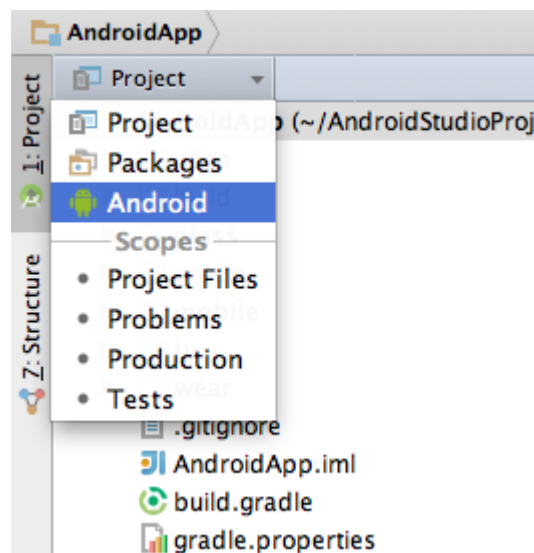 AndroidApp
1: Project
Project
(~/AndroidStudioProj
Project
Packages
Android
Scopes
Project Files
Problems
Production
Tests
7: Structure
.gitignore
AndroidApp.iml
build.gradle
gradle.properties